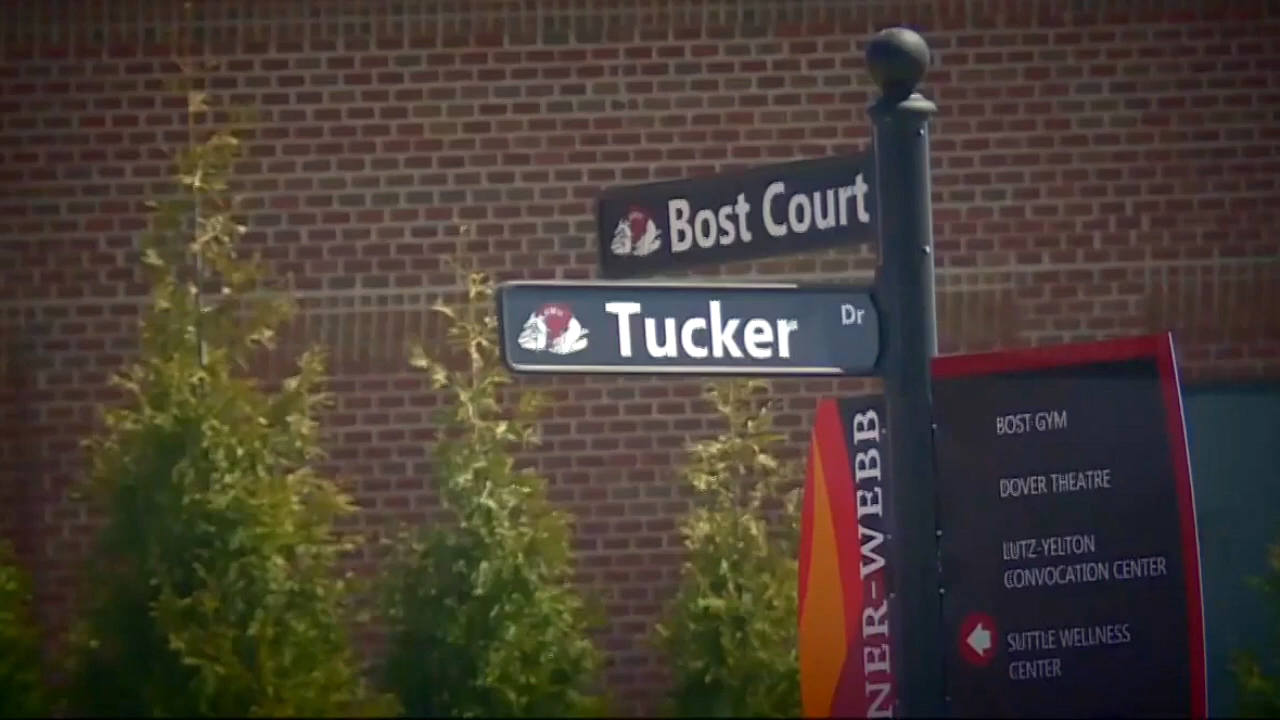 Bost Court
Tucker Dr
NER-WEBB
BOST GYM
DOVER THEATRE
LUTZ-YELTON
CONVOCATION CENTER
SUTTLE WELLNESS
CENTER